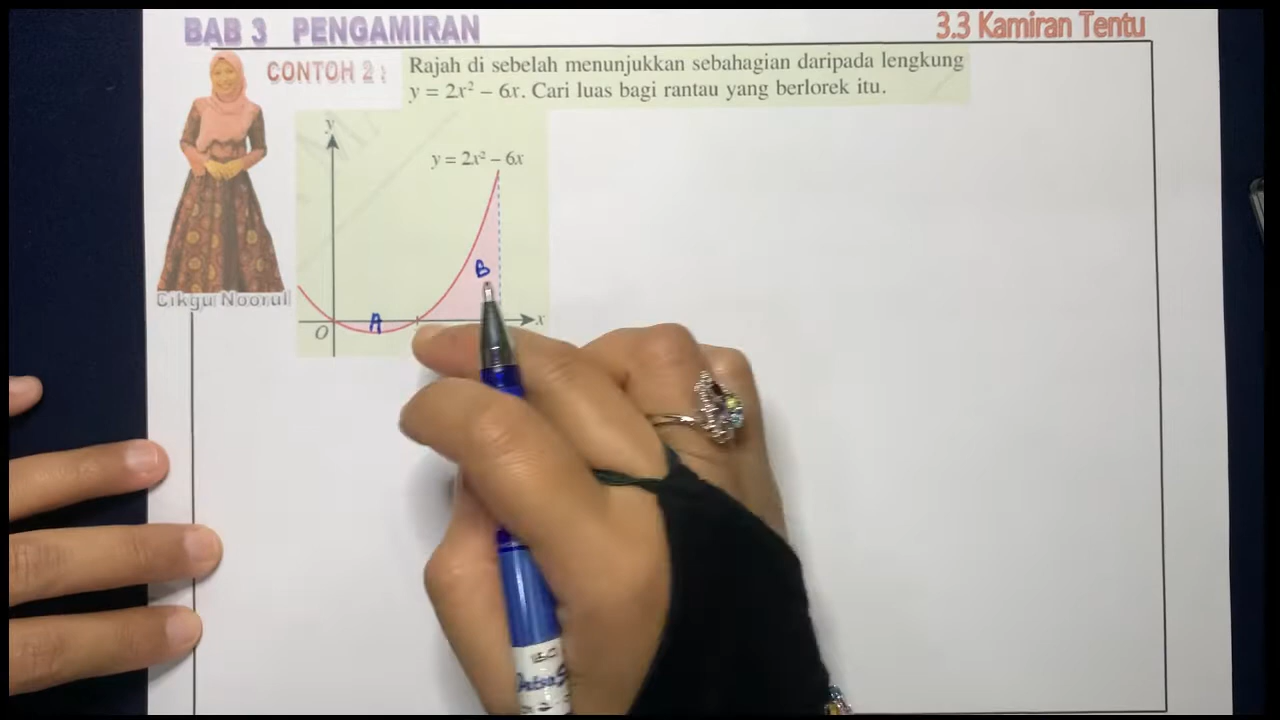 BAB 3 PENGAMIRAN
3.3 Kamiran Tentu
CONTOH 2 :
Rajah di sebelah menunjukkan sebahagian daripada lengkung
y = 2x² – 6x. Cari luas bagi rantau yang berlorek itu.
y
y = 2x² – 6x
B
A
O
x
Cikgu Noorul